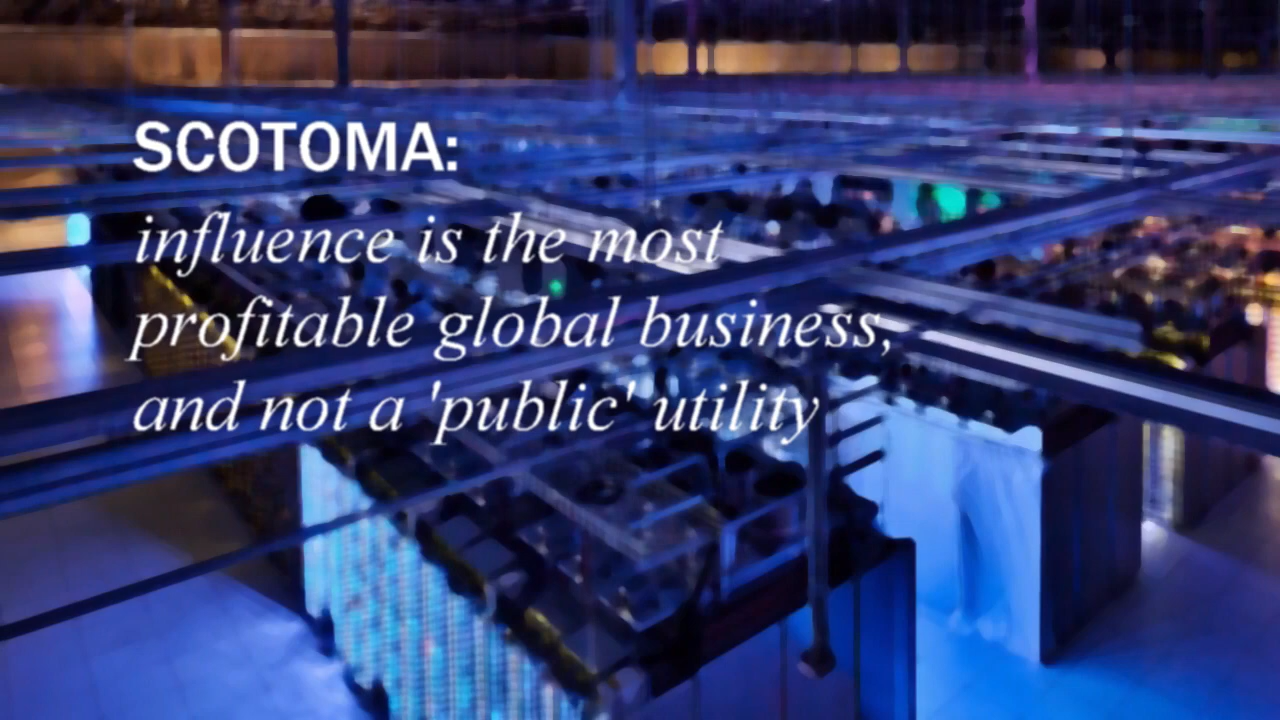 SCOTOMA:
influence is the most
profitable global business,
and not a 'public' utility